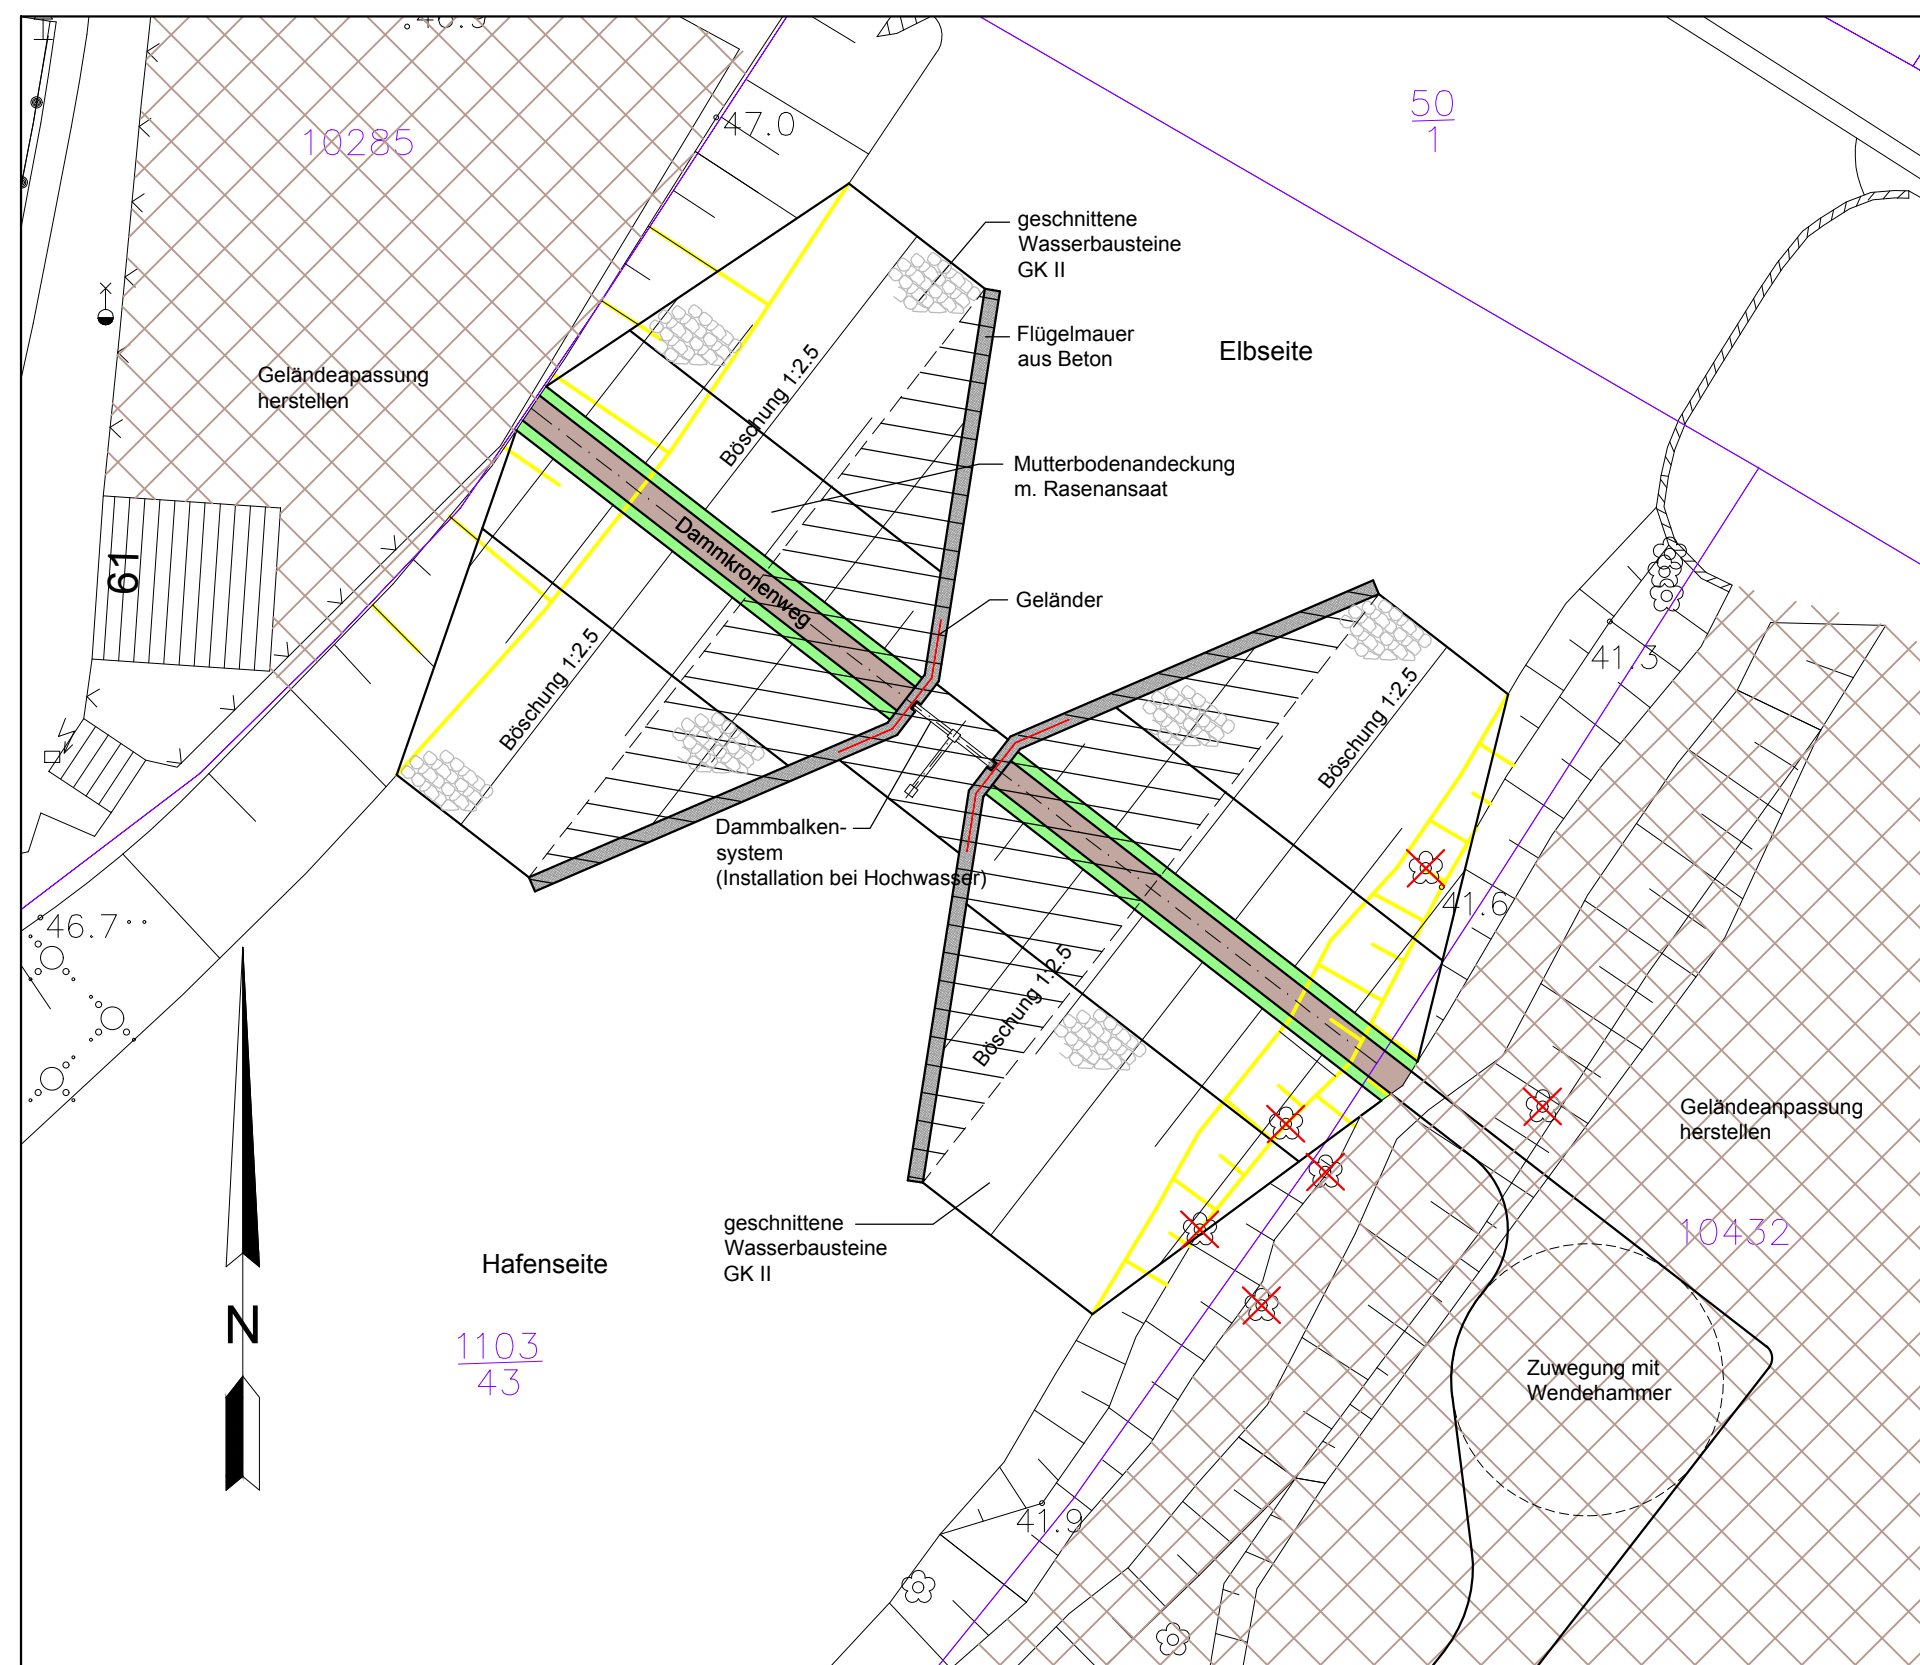 47.0
10285
50
1
geschnittene
Wasserbausteine
GK II
Flügelmauer
aus Beton
Elbseite
Geländeapassung
herstellen
Böschung 1:2.5
Mutterbodenandeckung
m. Rasenansaat
Dammkronenweg
61
Geländer
Böschung 1:2.5
41.3
Böschung 1:2.5
Dammbalken-
system
(Installation bei Hochwasser)
46.7
41.6
Böschung 1:2.5
Geländeanpassung
herstellen
geschnittene
Wasserbausteine
GK II
10432
Hafenseite
N
1103
43
Zuwegung mit
Wendehammer
41.9